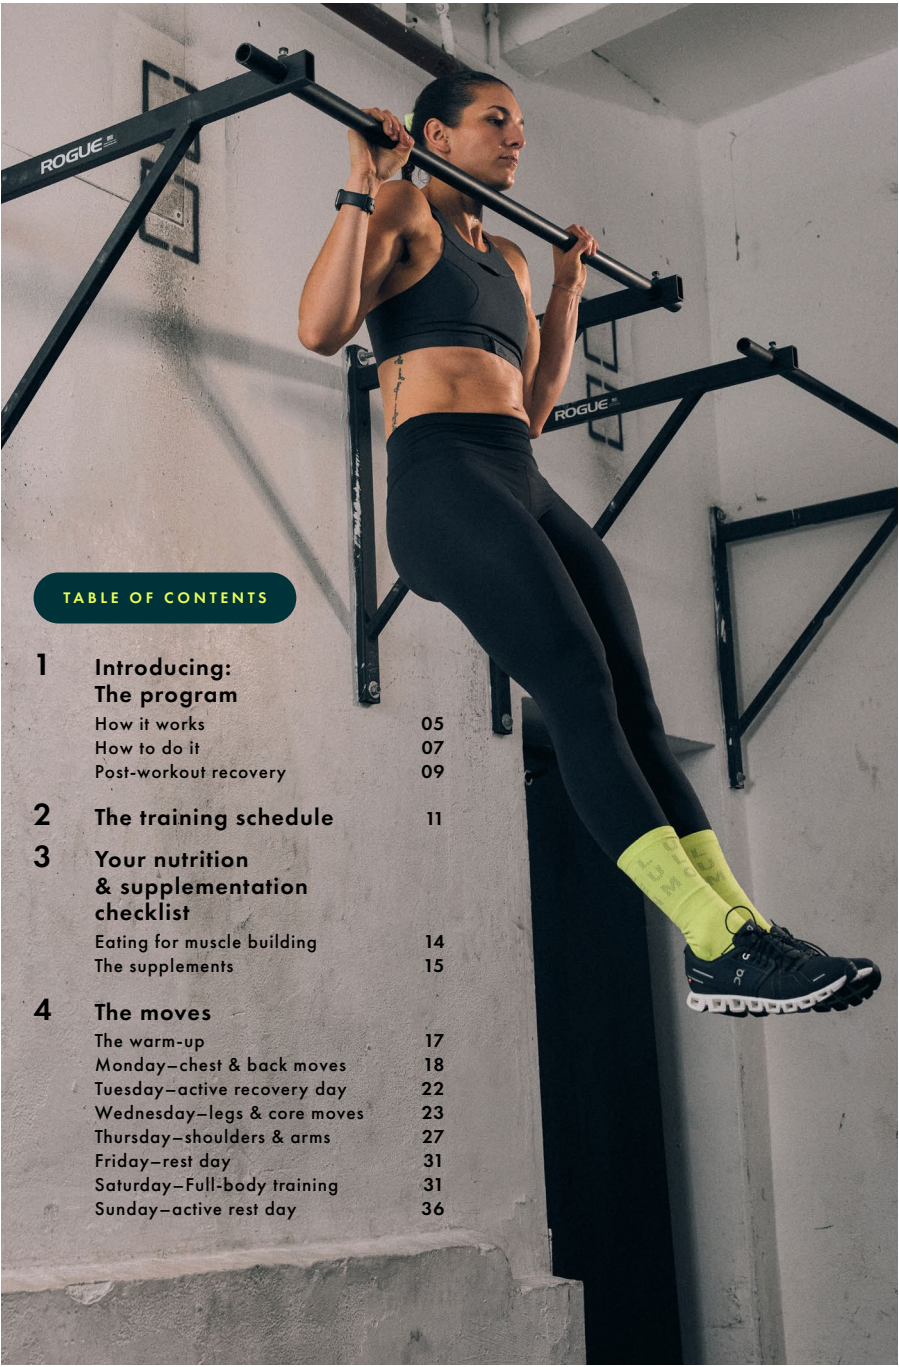 ROGUE
ROGUE
TABLE OF CONTENTS
1 Introducing:
The program
How it works 05
How to do it 07
Post-workout recovery 09
2 The training schedule 11
3 Your nutrition
& supplementation
checklist
Eating for muscle building 14
The supplements 15
4 The moves
The warm-up 17
Monday–chest & back moves 18
Tuesday–active recovery day 22
Wednesday–legs & core moves 23
Thursday–shoulders & arms 27
Friday–rest day 31
Saturday–Full-body training 31
Sunday–active rest day 36